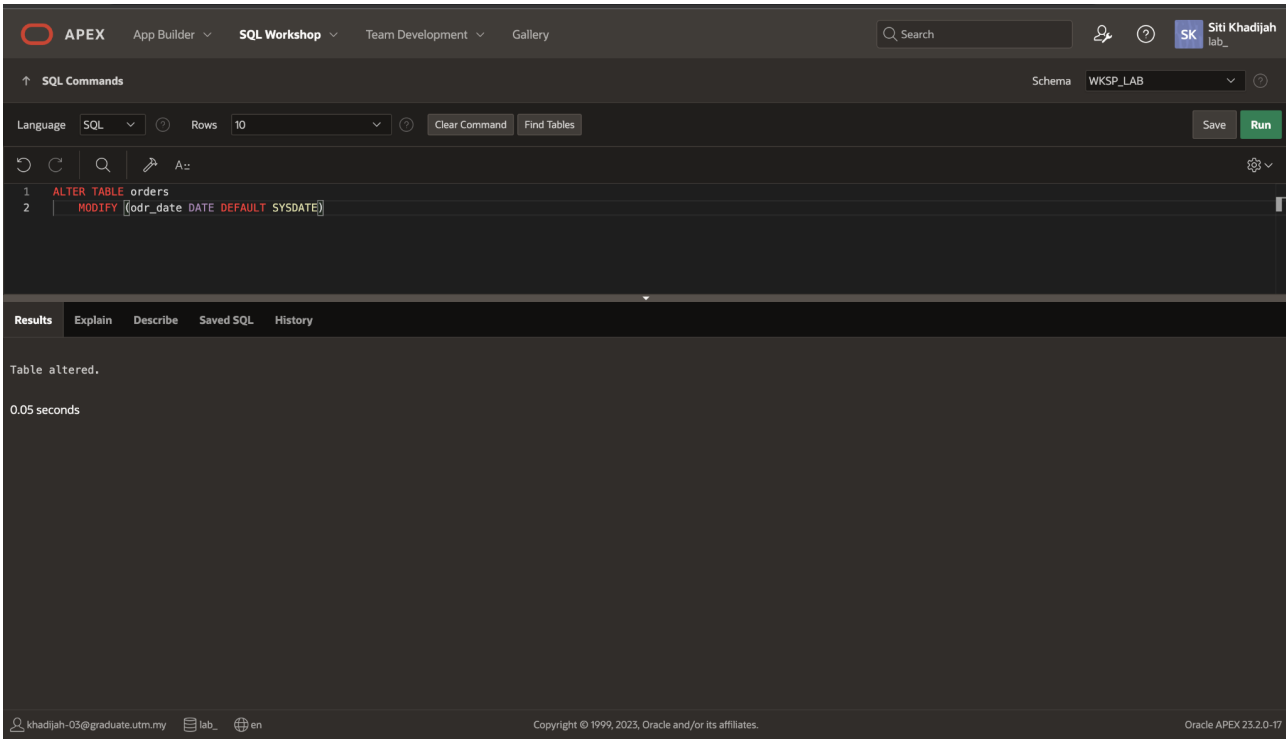 APEX App Builder SQL Workshop Team Development Gallery Search SK Siti Khadijah
lab_
SQL Commands Schema WKSP_LAB
Language SQL Rows 10 Clear Command Find Tables Save Run
1 ALTER TABLE orders
2 MODIFY (odr_date DATE DEFAULT SYSDATE)
Results Explain Describe Saved SQL History
Table altered.
0.05 seconds
khadijah-03@graduate.utm.my lab_ en Copyright © 1999, 2023, Oracle and/or its affiliates. Oracle APEX 23.2.0-17